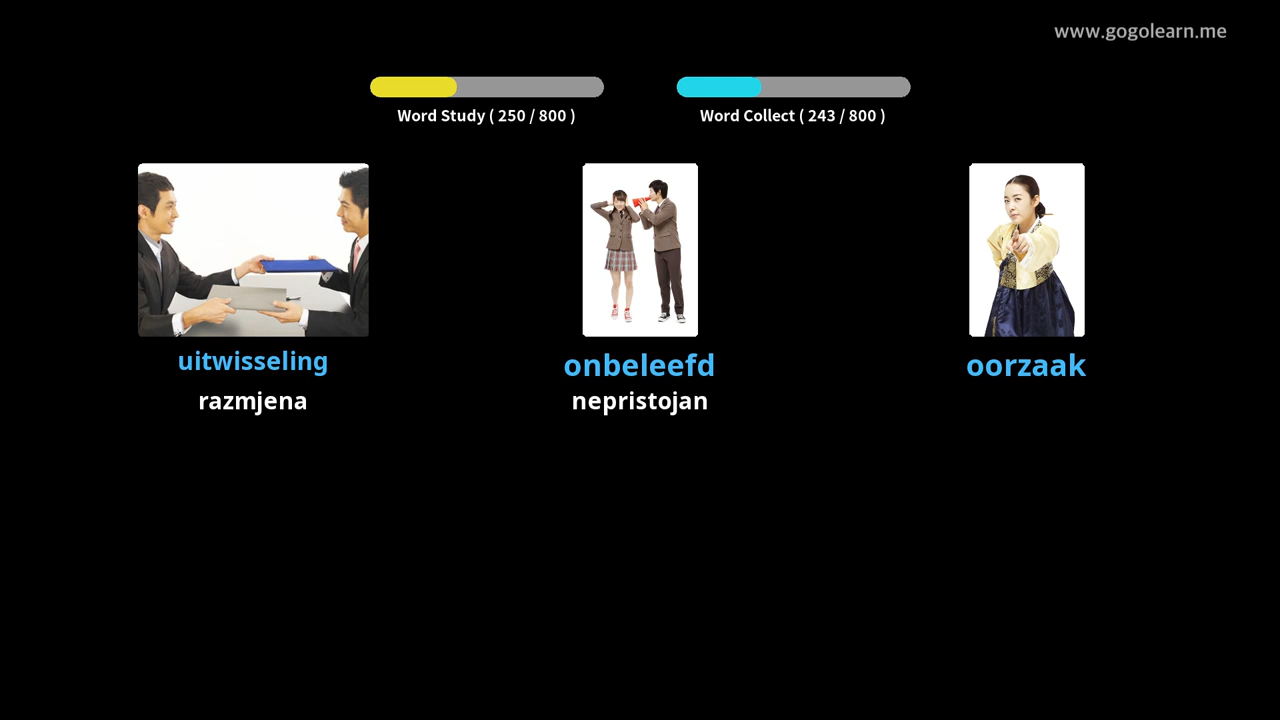 www.gogolearn.me
Word Study ( 250 / 800 )
Word Collect ( 243 / 800 )
uitwisseling
razmjena
onbeleefd
nepristojan
oorzaak